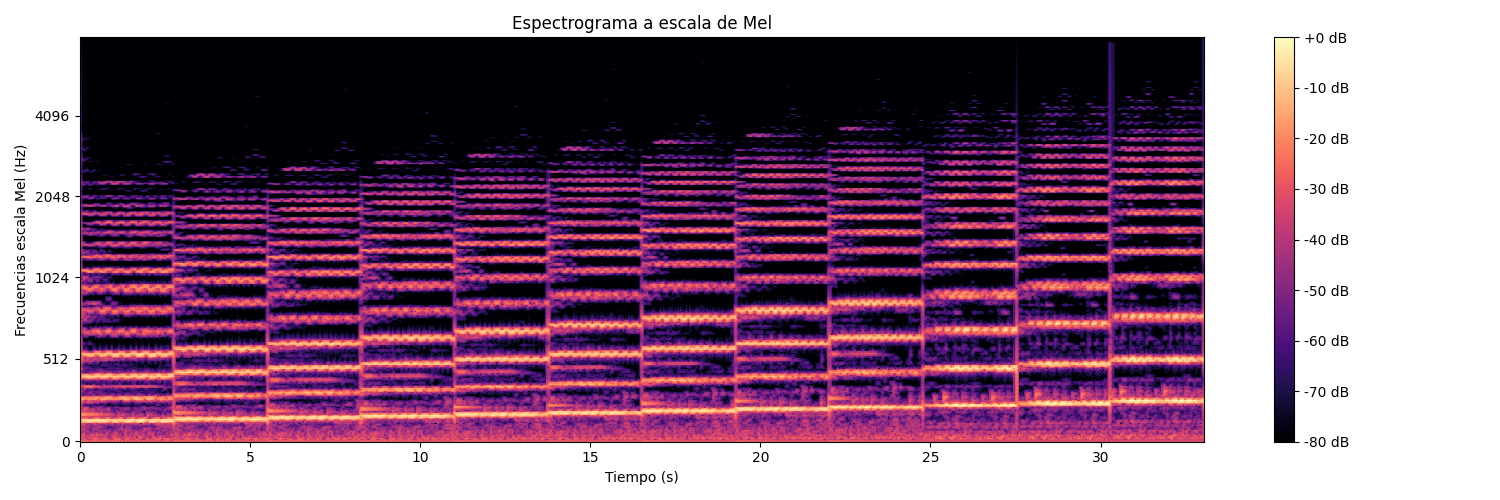 Espectrograma a escala de Mel
Frecuencias escala Mel (Hz)
4096
2048
1024
512
0
0 5 10 15 20 25 30
Tiempo (s)
+0 dB
-10 dB
-20 dB
-30 dB
-40 dB
-50 dB
-60 dB
-70 dB
-80 dB